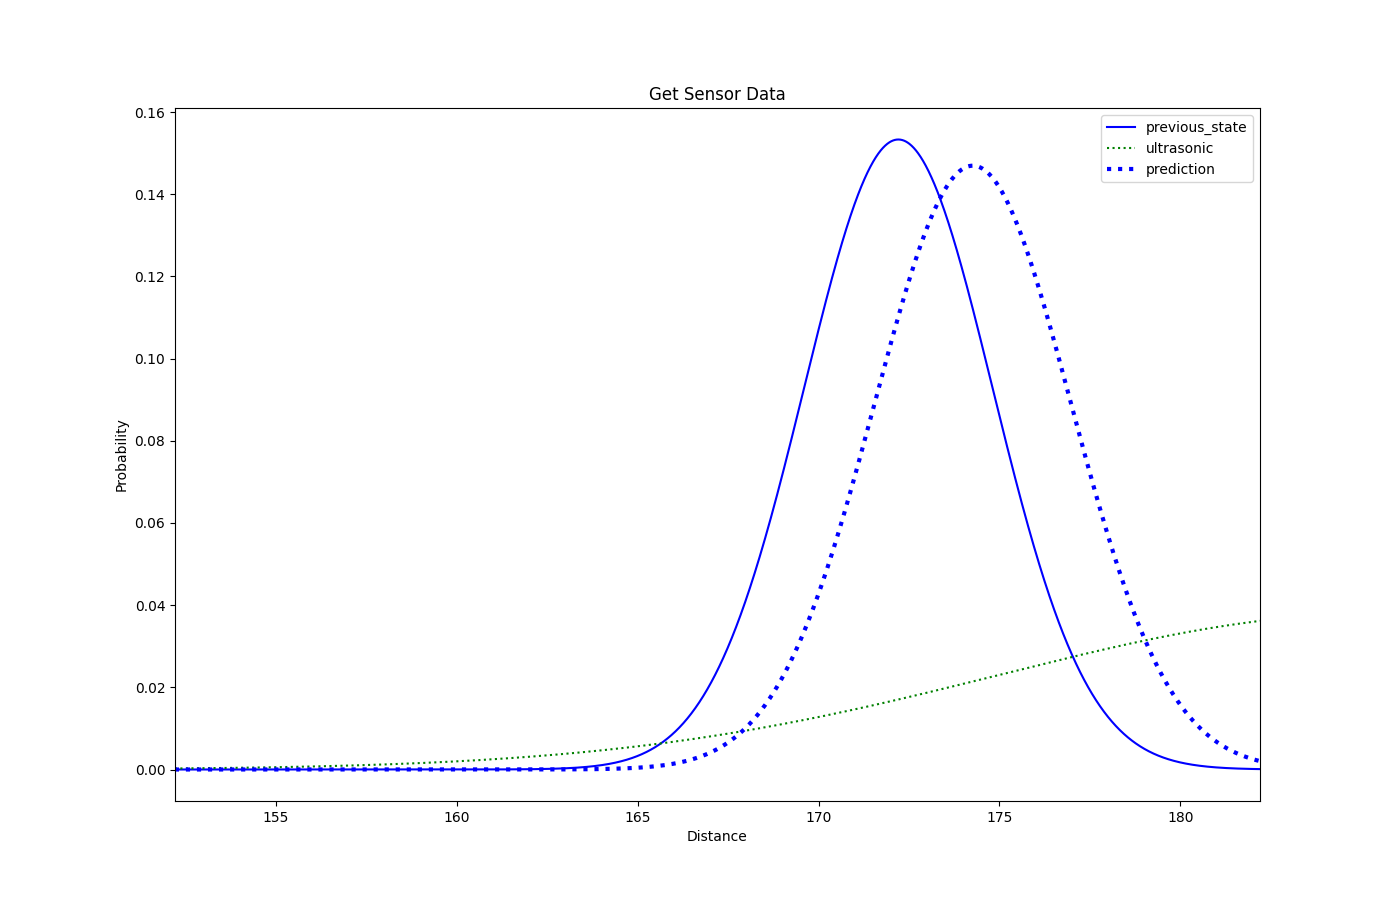 Get Sensor Data
previous_state
ultrasonic
prediction
0.16
0.14
0.12
0.10
0.08
0.06
0.04
0.02
0.00
Probability
155 160 165 170 175 180
Distance